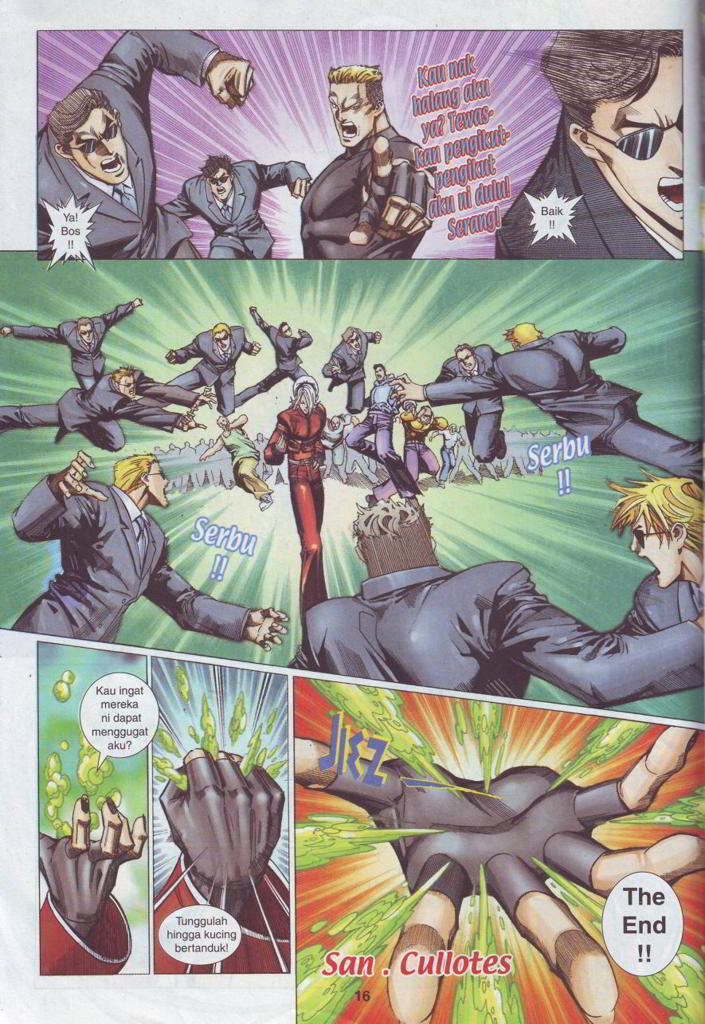 Kau nak
halang aku
ya? Tewas-
kan pengikut-
pengikut
aku ni dulu!
Serang!
Ya!
Bos
!!
Baik
!!
Serbu
!!
Serbu
!!
Kau ingat
mereka
ni dapat
menggugat
aku?
Tunggulah
hingga kucing
bertanduk!
JIEZ
The
End
!!
San . Cullotes
16